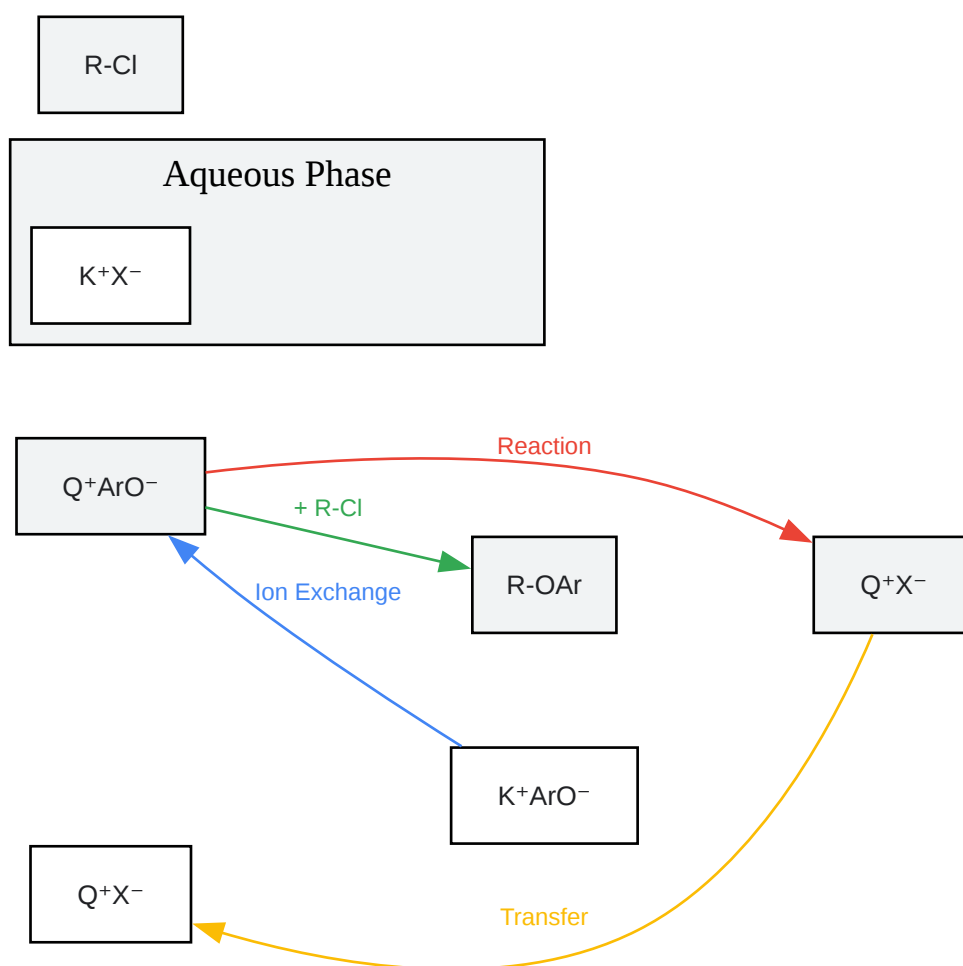 R-Cl
Aqueous Phase
K⁺X⁻
Reaction
Q⁺ArO⁻
+ R-Cl
R-OAr
Q⁺X⁻
Ion Exchange
K⁺ArO⁻
Q⁺X⁻
Transfer